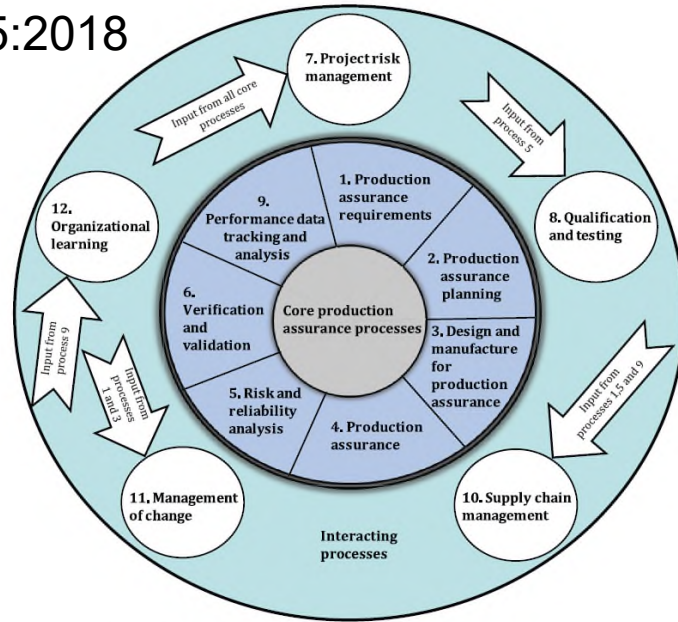 5:2018
7. Project risk
management
Input from all core
processes
Input from
process 5
12.
Organizational
learning
8. Qualification
and testing
1. Production
assurance
requirements
9.
Performance data
tracking and
analysis
2. Production
assurance
planning
6.
Verification
and
validation
Core production
assurance processes
3. Design and
manufacture for
production
assurance
5. Risk and
reliability
analysis
4. Production
assurance
Input from
process 9
Input from
processes
1 and 3
Input from
processes 1,5 and 9
11. Management
of change
10. Supply chain
management
Interacting
processes